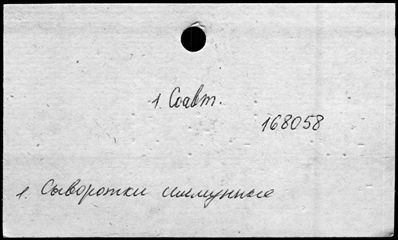 1. Соавт.
168058
1. Сыворотки иммунные